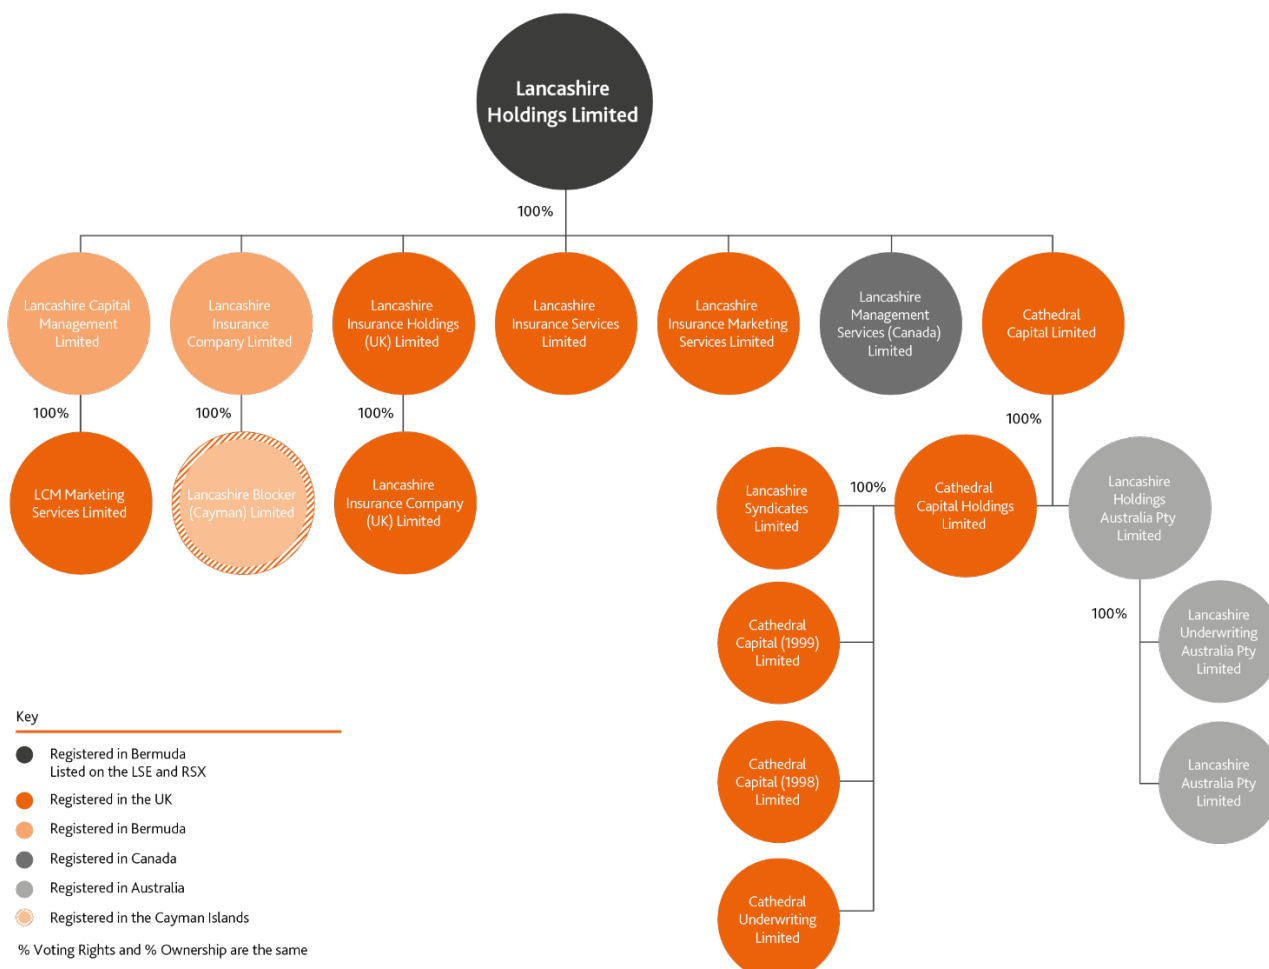 Lancashire
Holdings Limited
100%
Lancashire Capital
Management
Limited
Lancashire
Insurance
Company Limited
Lancashire
Insurance Holdings
(UK) Limited
Lancashire
Insurance Services
Limited
Lancashire
Insurance Marketing
Services Limited
Lancashire
Management
Services (Canada)
Limited
Cathedral
Capital Limited
100%
100%
100%
100%
LCM Marketing
Services Limited
Lancashire Blocker
(Cayman) Limited
Lancashire
Insurance Company
(UK) Limited
Lancashire
Syndicates
Limited
100%
Cathedral
Capital Holdings
Limited
Lancashire
Holdings
Australia Pty
Limited
Cathedral
Capital (1999)
Limited
100%
Lancashire
Underwriting
Australia Pty
Limited
Cathedral
Capital (1998)
Limited
Lancashire
Australia Pty
Limited
Cathedral
Underwriting
Limited
Key
Registered in Bermuda
Listed on the LSE and RSX
Registered in the UK
Registered in Bermuda
Registered in Canada
Registered in Australia
Registered in the Cayman Islands
% Voting Rights and % Ownership are the same